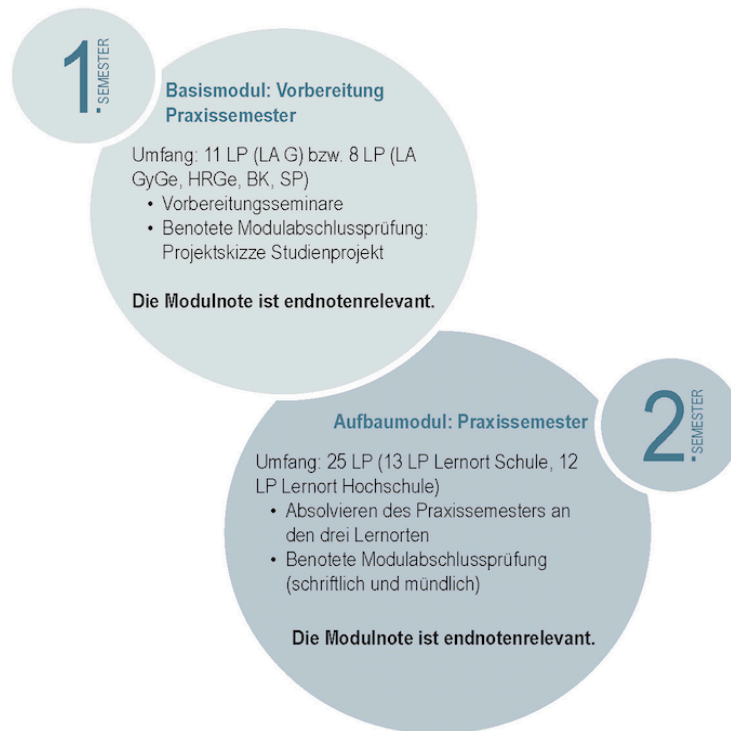 1.
SEMESTER
Basismodul: Vorbereitung
Praxissemester
Umfang: 11 LP (LA G) bzw. 8 LP (LA
GyGe, HRGe, BK, SP)
• Vorbereitungsseminare
• Benotete Modulabschlussprüfung:
Projektskizze Studienprojekt
Die Modulnote ist endnotenrelevant.
2.
SEMESTER
Aufbaumodul: Praxissemester
Umfang: 25 LP (13 LP Lernort Schule, 12
LP Lernort Hochschule)
• Absolvieren des Praxissemesters an
den drei Lernorten
• Benotete Modulabschlussprüfung
(schriftlich und mündlich)
Die Modulnote ist endnotenrelevant.